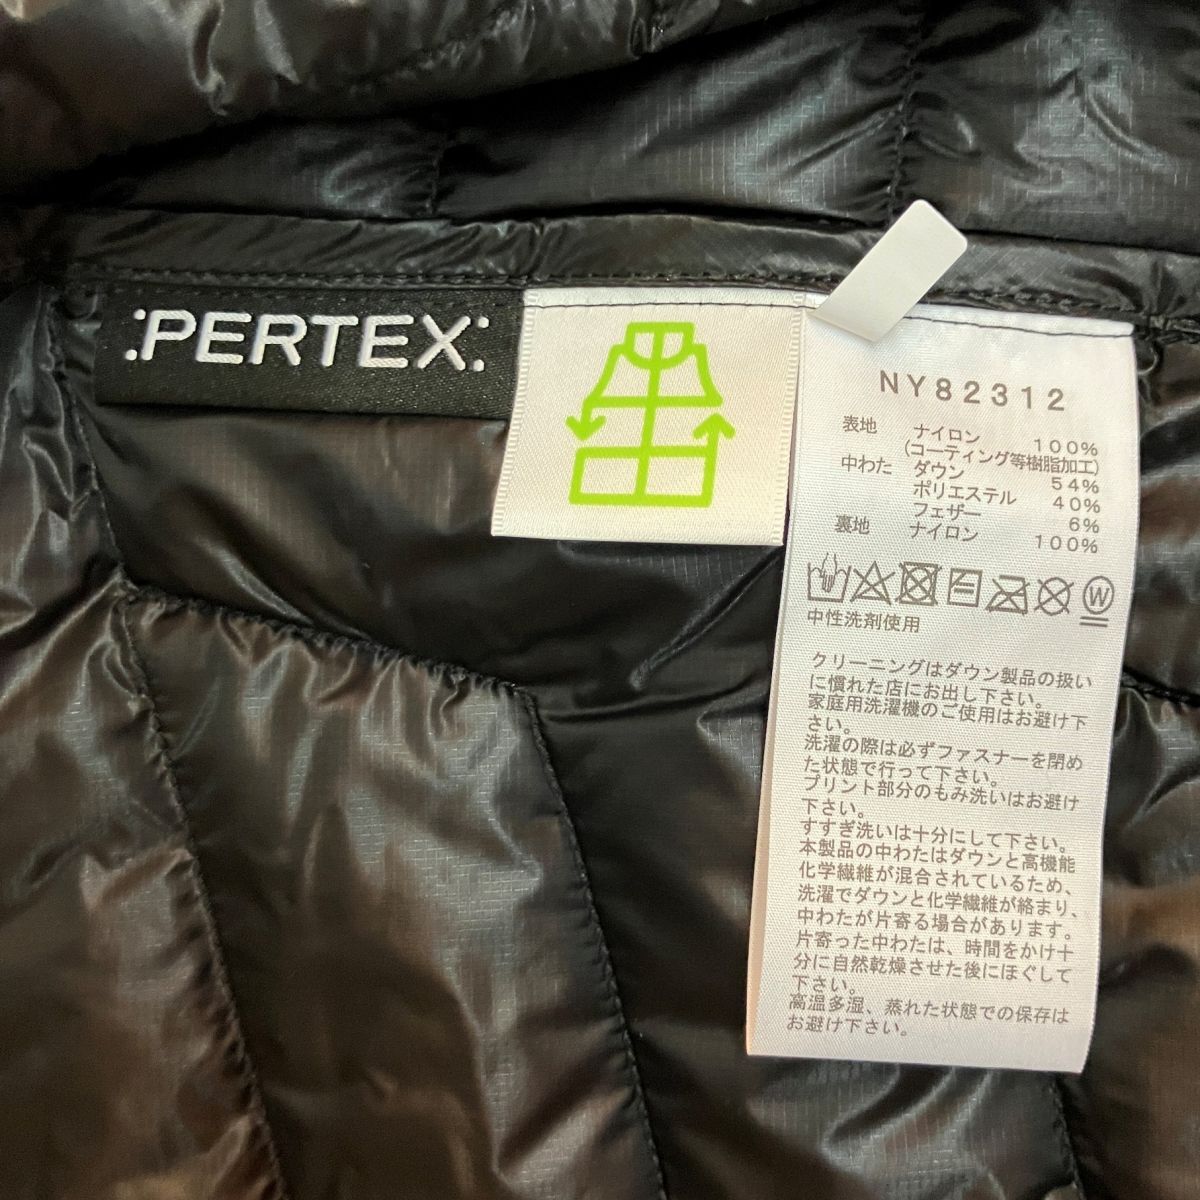 PERTEX
NY82312
表地 ナイロン 100%
(コーティング等樹脂加工)
中わた ダウン 54%
ポリエステル 40%
フェザー 6%
裏地 ナイロン 100%
W
中性洗剤使用
クリーニングはダウン製品の扱い
に慣れた店にお出し下さい。
家庭用洗濯機のご使用はお避け下
さい。
洗濯の際は必ずファスナーを閉め
た状態で行って下さい。
プリント部分のもみ洗いはお避け
下さい。
すすぎ洗いは十分にして下さい。
本製品の中わたはダウンと高機能
化学繊維が混合されているため、
洗濯でダウンと化学繊維が絡まり、
中わたが片寄る場合があります。
片寄った中わたは、時間をかけ十
分に自然乾燥させた後にほぐして
下さい。
高温多湿、蒸れた状態での保存は
お避け下さい。